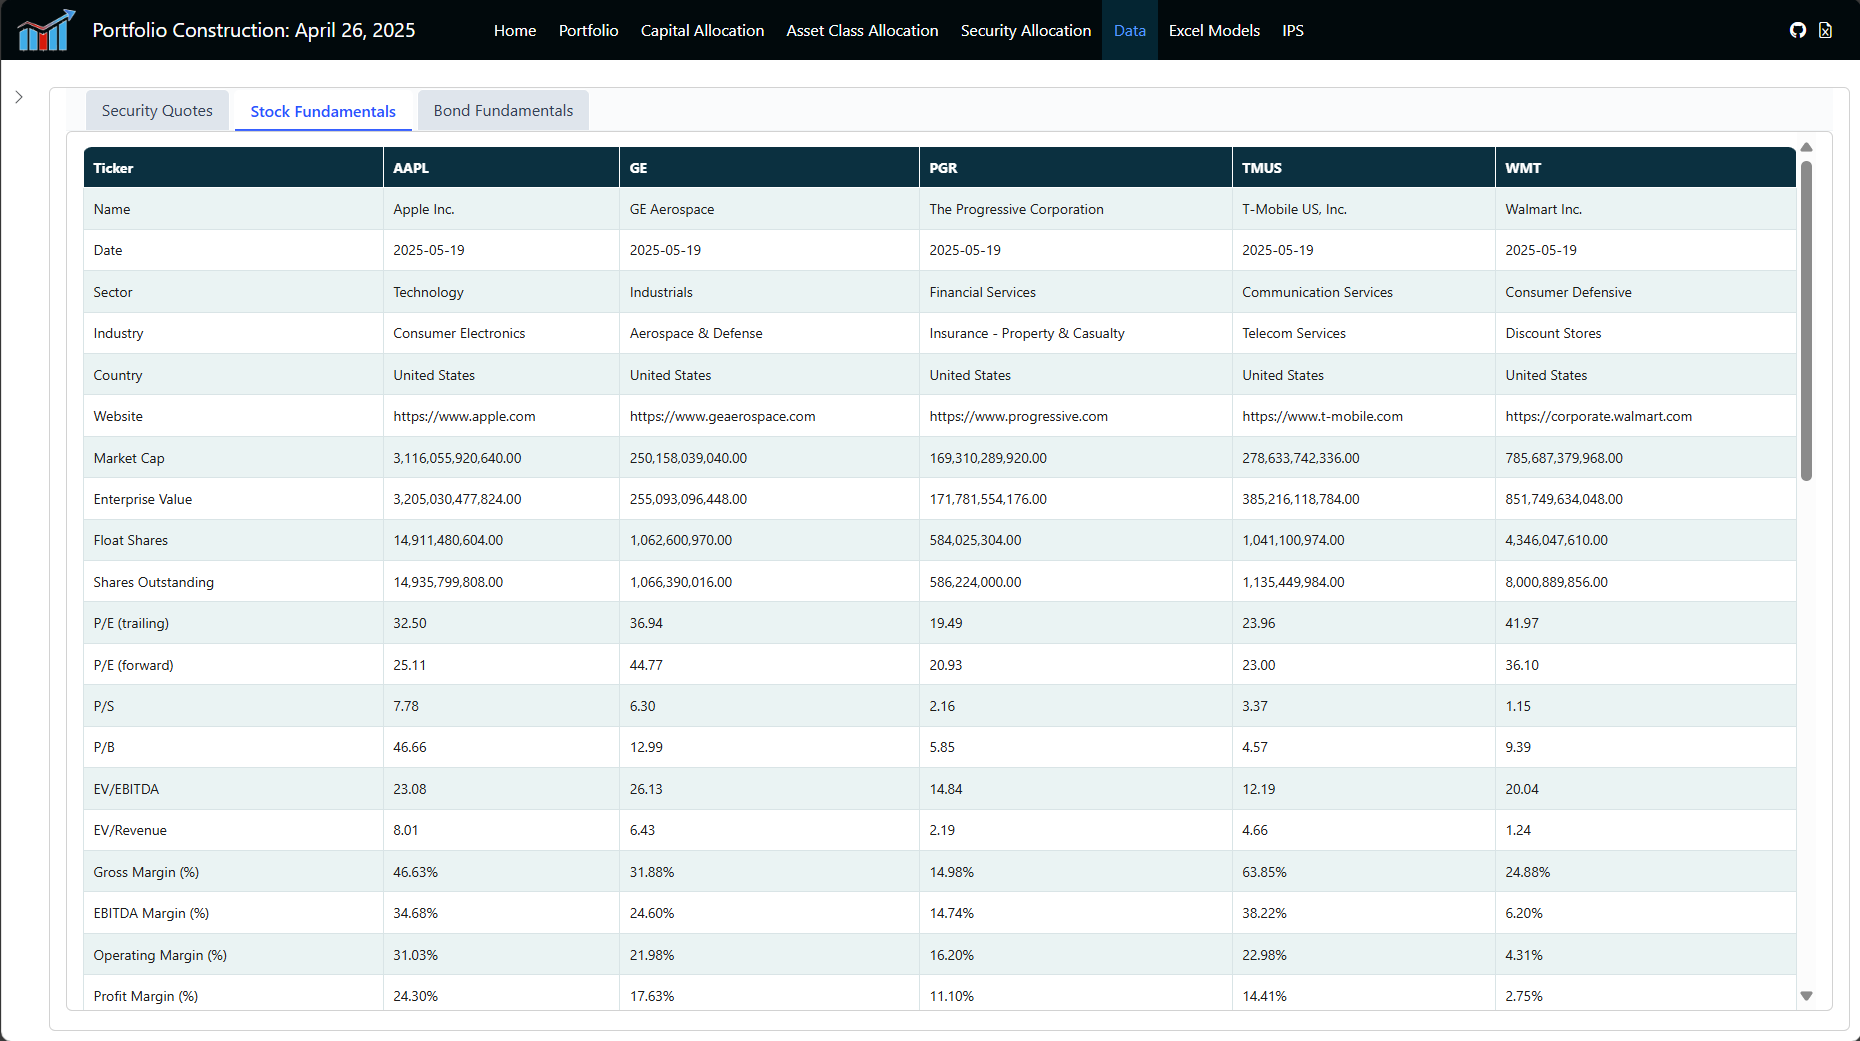 Portfolio Construction: April 26, 2025 Home Portfolio Capital Allocation Asset Class Allocation Security Allocation Data Excel Models IPS
Security Quotes Stock Fundamentals Bond Fundamentals
Ticker AAPL GE PGR TMUS WMT
Name Apple Inc. GE Aerospace The Progressive Corporation T-Mobile US, Inc. Walmart Inc.
Date 2025-05-19 2025-05-19 2025-05-19 2025-05-19 2025-05-19
Sector Technology Industrials Financial Services Communication Services Consumer Defensive
Industry Consumer Electronics Aerospace & Defense Insurance - Property & Casualty Telecom Services Discount Stores
Country United States United States United States United States United States
Website https://www.apple.com https://www.geaerospace.com https://www.progressive.com https://www.t-mobile.com https://corporate.walmart.com
Market Cap 3,116,055,920,640.00 250,158,039,040.00 169,310,289,920.00 278,633,742,336.00 785,687,379,968.00
Enterprise Value 3,205,030,477,824.00 255,093,096,448.00 171,781,554,176.00 385,216,118,784.00 851,749,634,048.00
Float Shares 14,911,480,604.00 1,062,600,970.00 584,025,304.00 1,041,100,974.00 4,346,047,610.00
Shares Outstanding 14,935,799,808.00 1,066,390,016.00 586,224,000.00 1,135,449,984.00 8,000,889,856.00
P/E (trailing) 32.50 36.94 19.49 23.96 41.97
P/E (forward) 25.11 44.77 20.93 23.00 36.10
P/S 7.78 6.30 2.16 3.37 1.15
P/B 46.66 12.99 5.85 4.57 9.39
EV/EBITDA 23.08 26.13 14.84 12.19 20.04
EV/Revenue 8.01 6.43 2.19 4.66 1.24
Gross Margin (%) 46.63% 31.88% 14.98% 63.85% 24.88%
EBITDA Margin (%) 34.68% 24.60% 14.74% 38.22% 6.20%
Operating Margin (%) 31.03% 21.98% 16.20% 22.98% 4.31%
Profit Margin (%) 24.30% 17.63% 11.10% 14.41% 2.75%